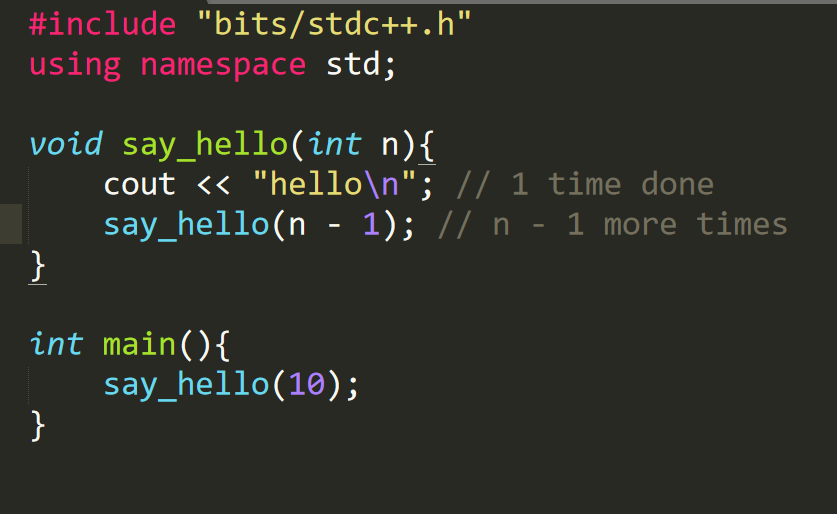 #include "bits/stdc++.h"
using namespace std;
void say_hello(int n){
cout << "hello\n"; // 1 time done
say_hello(n - 1); // n - 1 more times
}
int main(){
say_hello(10);
}